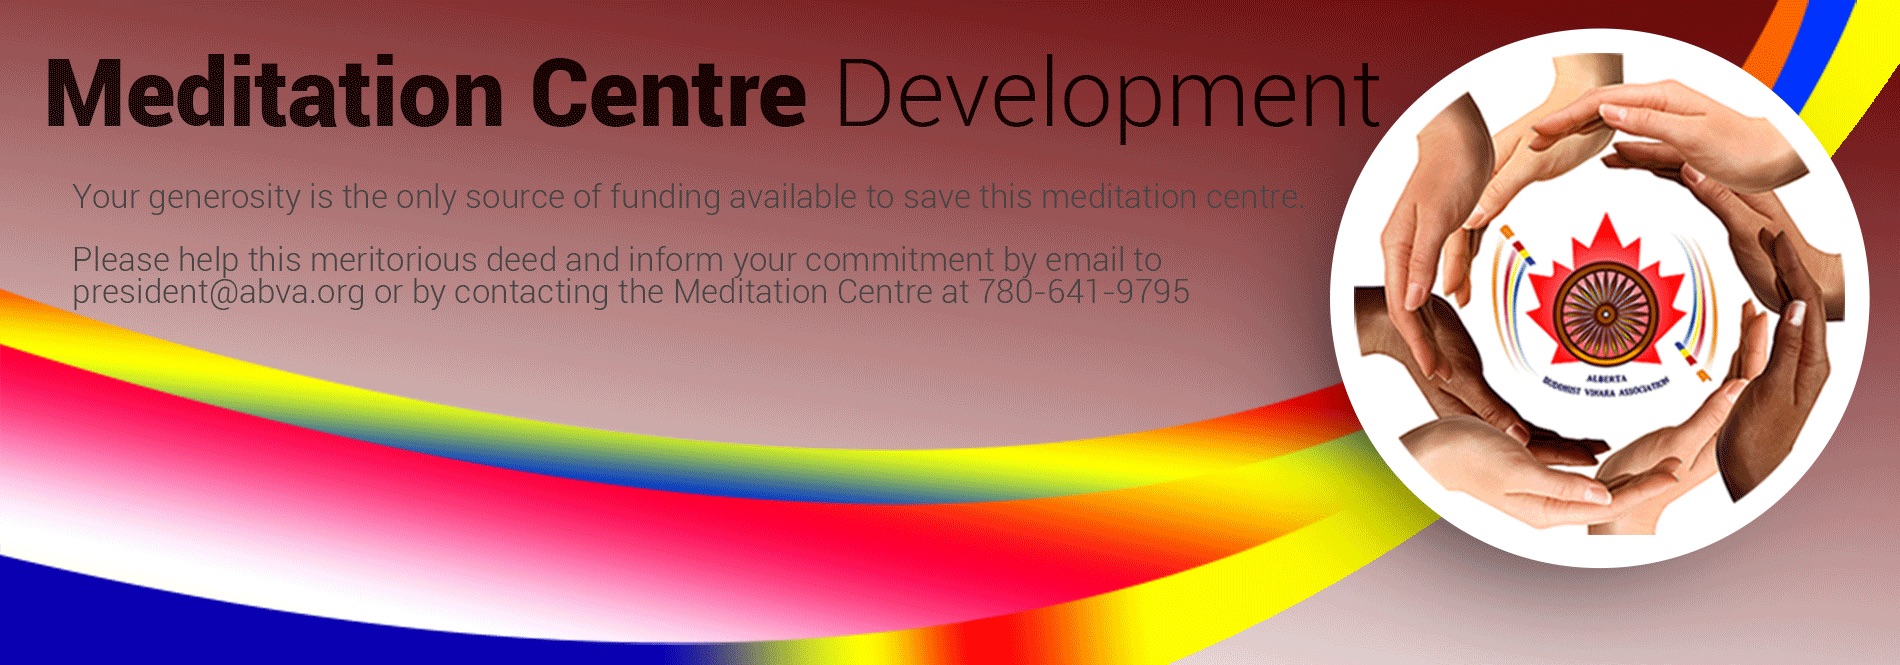 Meditation Centre Development
Your generosity is the only source of funding available to save this meditation centre.
Please help this meritorious deed and inform your commitment by email to
president@abva.org or by contacting the Meditation Centre at 780-641-9795
ALBERTA
BUDDHIST VIHARA ASSOCIATION